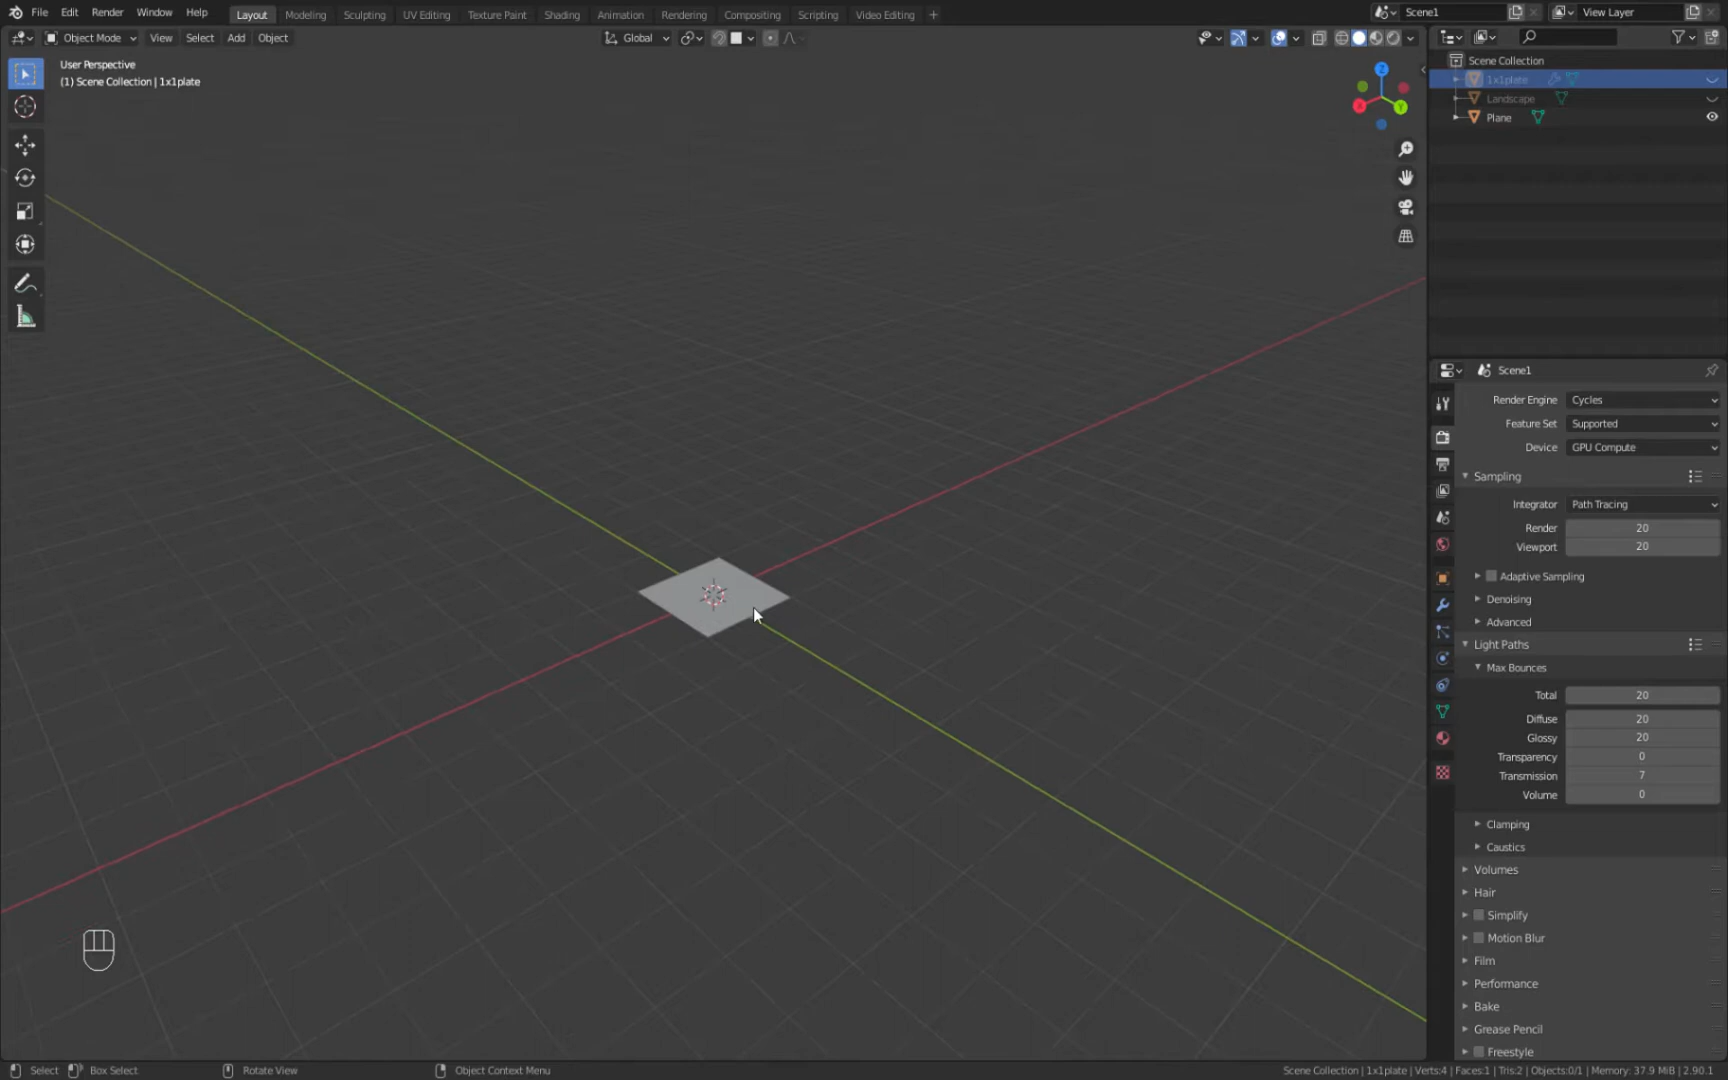 File Edit Render Window Help Layout Modeling Sculpting UV Editing Texture Paint Shading Animation Rendering Compositing Scripting Video Editing + Scene1 View Layer
Object Mode View Select Add Object Global
User Perspective
(1) Scene Collection | 1x1plate
Z
X
Y
Scene Collection
1x1plate
Landscape
Plane
Scene1
Render Engine Cycles
Feature Set Supported
Device GPU Compute
Sampling
Integrator Path Tracing
Render 20
Viewport 20
Adaptive Sampling
Denoising
Advanced
Light Paths
Max Bounces
Total 20
Diffuse 20
Glossy 20
Transparency 0
Transmission 7
Volume 0
Clamping
Caustics
Volumes
Hair
Simplify
Motion Blur
Film
Performance
Bake
Grease Pencil
Freestyle
Select Box Select Rotate View Object Context Menu Scene Collection | 1x1plate | Verts:4 | Faces:1 | Tris:2 | Objects:0/1 | Memory: 37.9 MiB | 2.90.1